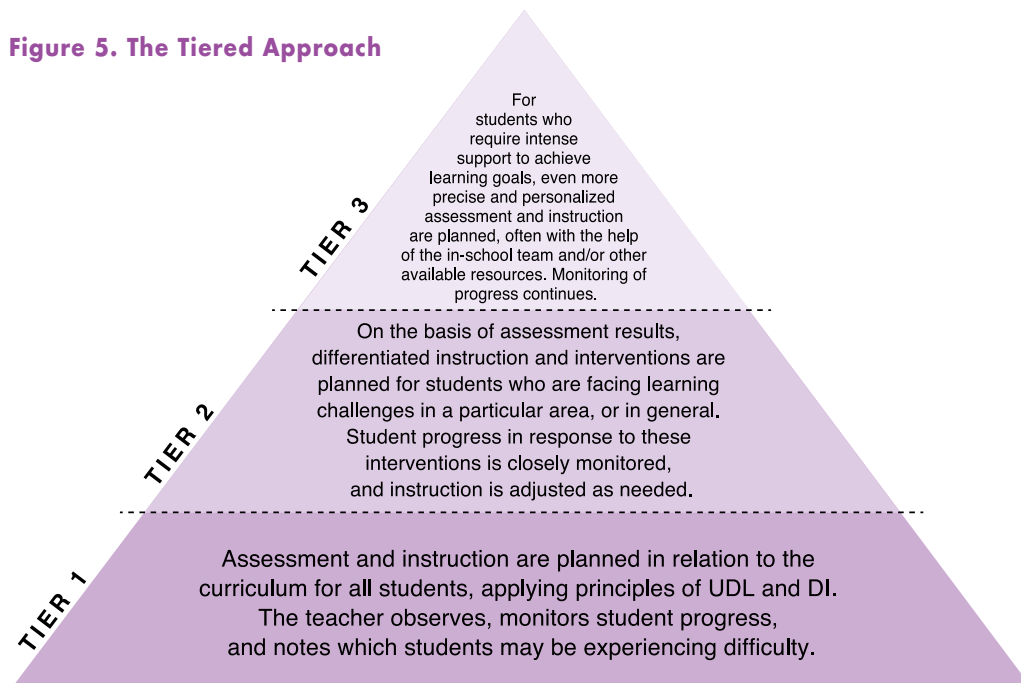 Figure 5. The Tiered Approach
For
students who
require intense
support to achieve
learning goals, even more
precise and personalized
assessment and instruction
are planned, often with the help
of the in-school team and/or other
available resources. Monitoring of
progress continues.
TIER 3
On the basis of assessment results,
differentiated instruction and interventions are
planned for students who are facing learning
challenges in a particular area, or in general.
Student progress in response to these
interventions is closely monitored,
and instruction is adjusted as needed.
TIER 2
Assessment and instruction are planned in relation to the
curriculum for all students, applying principles of UDL and DI.
The teacher observes, monitors student progress,
and notes which students may be experiencing difficulty.
TIER 1